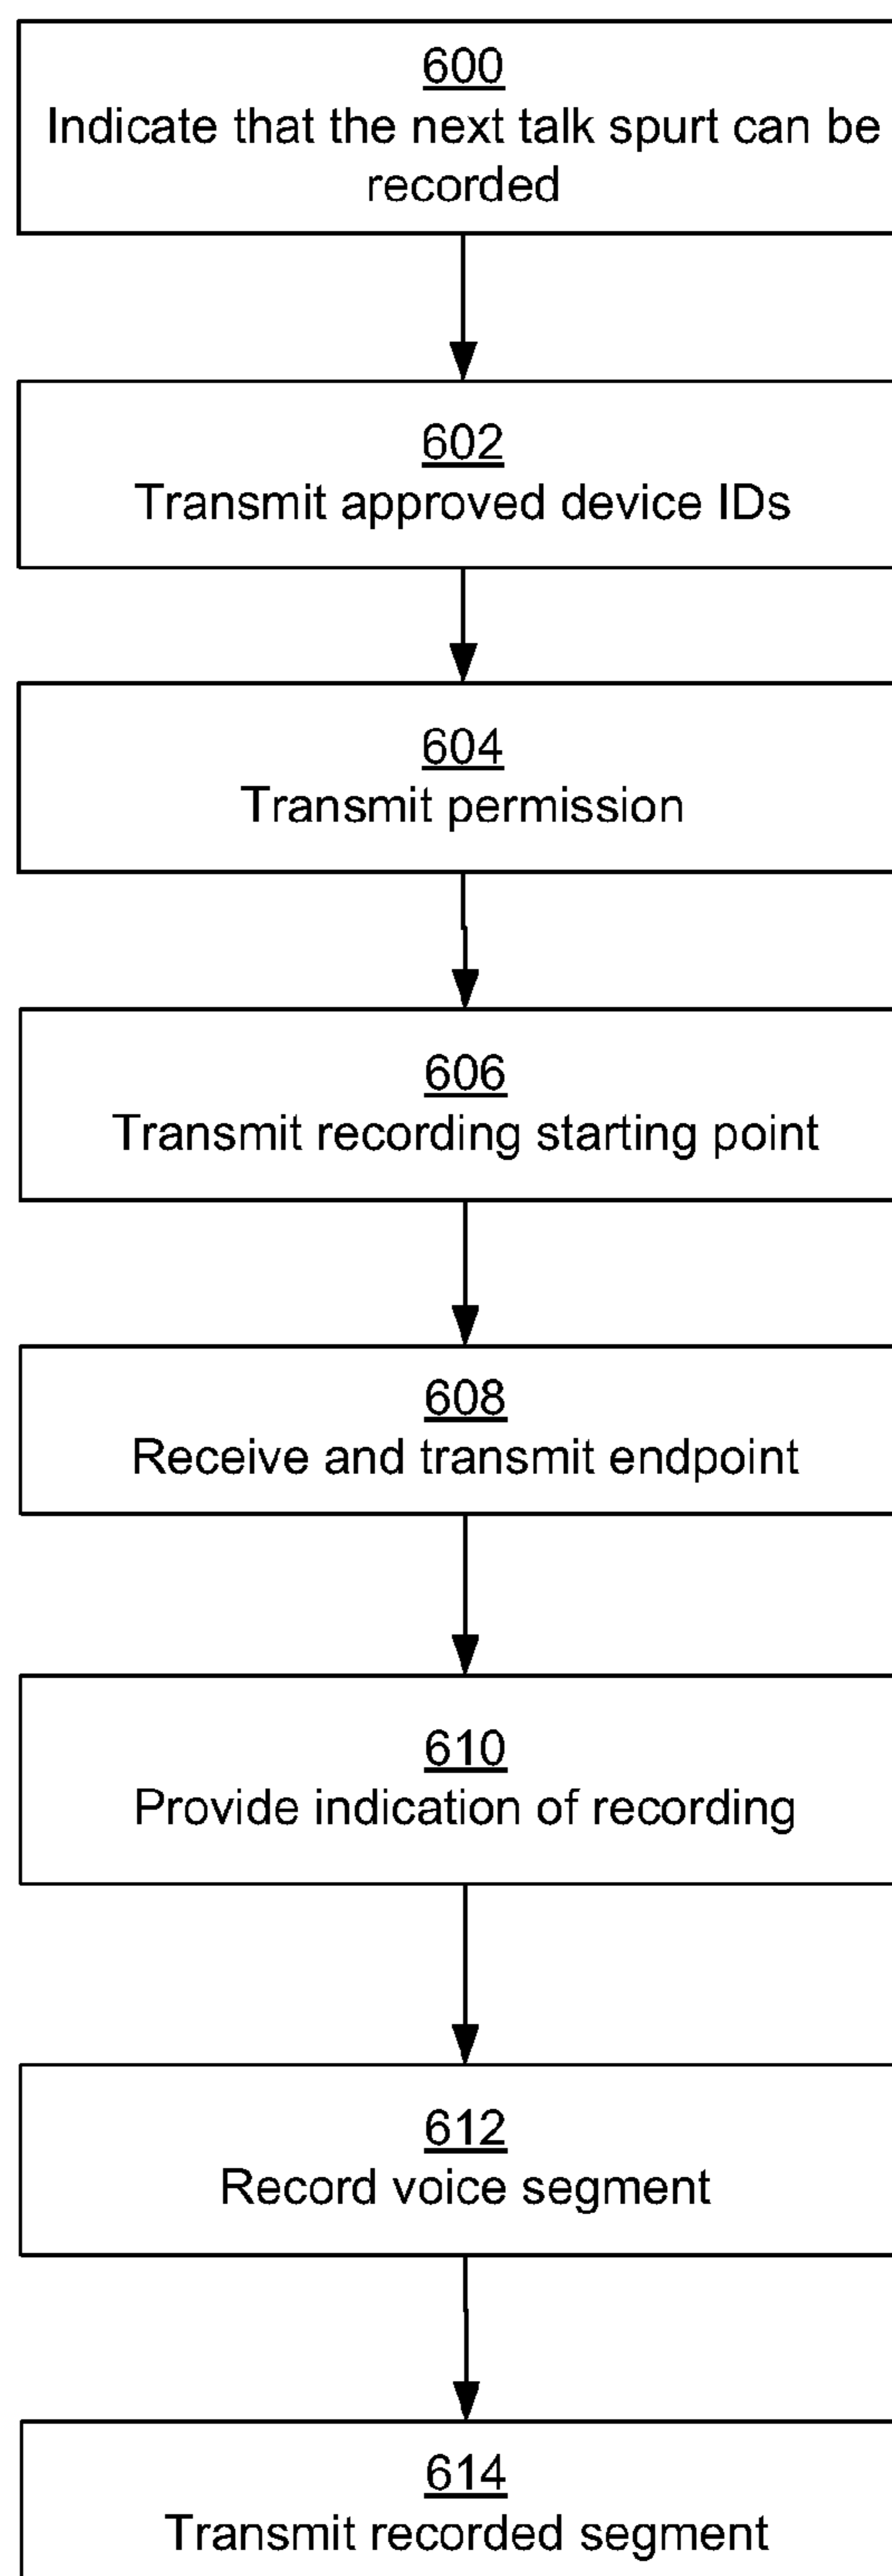 600
Indicate that the next talk spurt can be
recorded
602
Transmit approved device IDs
604
Transmit permission
606
Transmit recording starting point
608
Receive and transmit endpoint
610
Provide indication of recording
612
Record voice segment
614
Transmit recorded segment